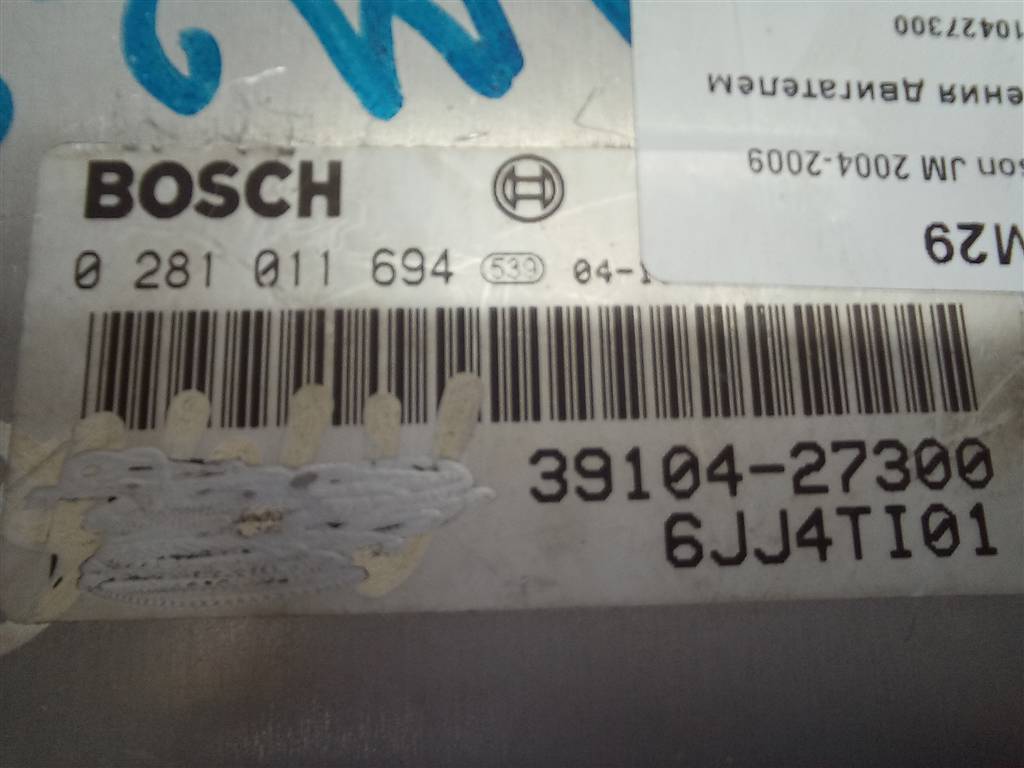 BOSCH
0 281 011 694 539 04-
39104-27300
6JJ4TI01
M29
son JM 2004-2009
ения двигателем
10427300